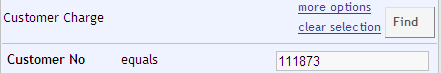 more options
Customer Charge
clear selection
Find
Customer No equals 111873